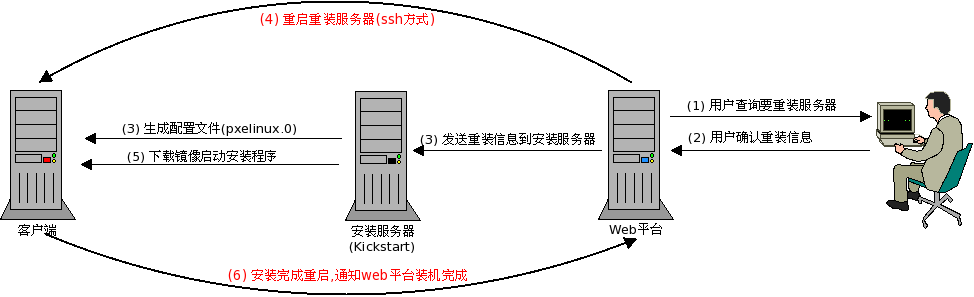 (4) 重启重装服务器(ssh方式)
(1) 用户查询要重装服务器
(3) 生成配置文件(pxelinux.0)
(3) 发送重装信息到安装服务器
(2) 用户确认重装信息
(5) 下载镜像启动安装程序
客户端
安装服务器
(Kickstart)
Web平台
(6) 安装完成重启,通知web平台装机完成